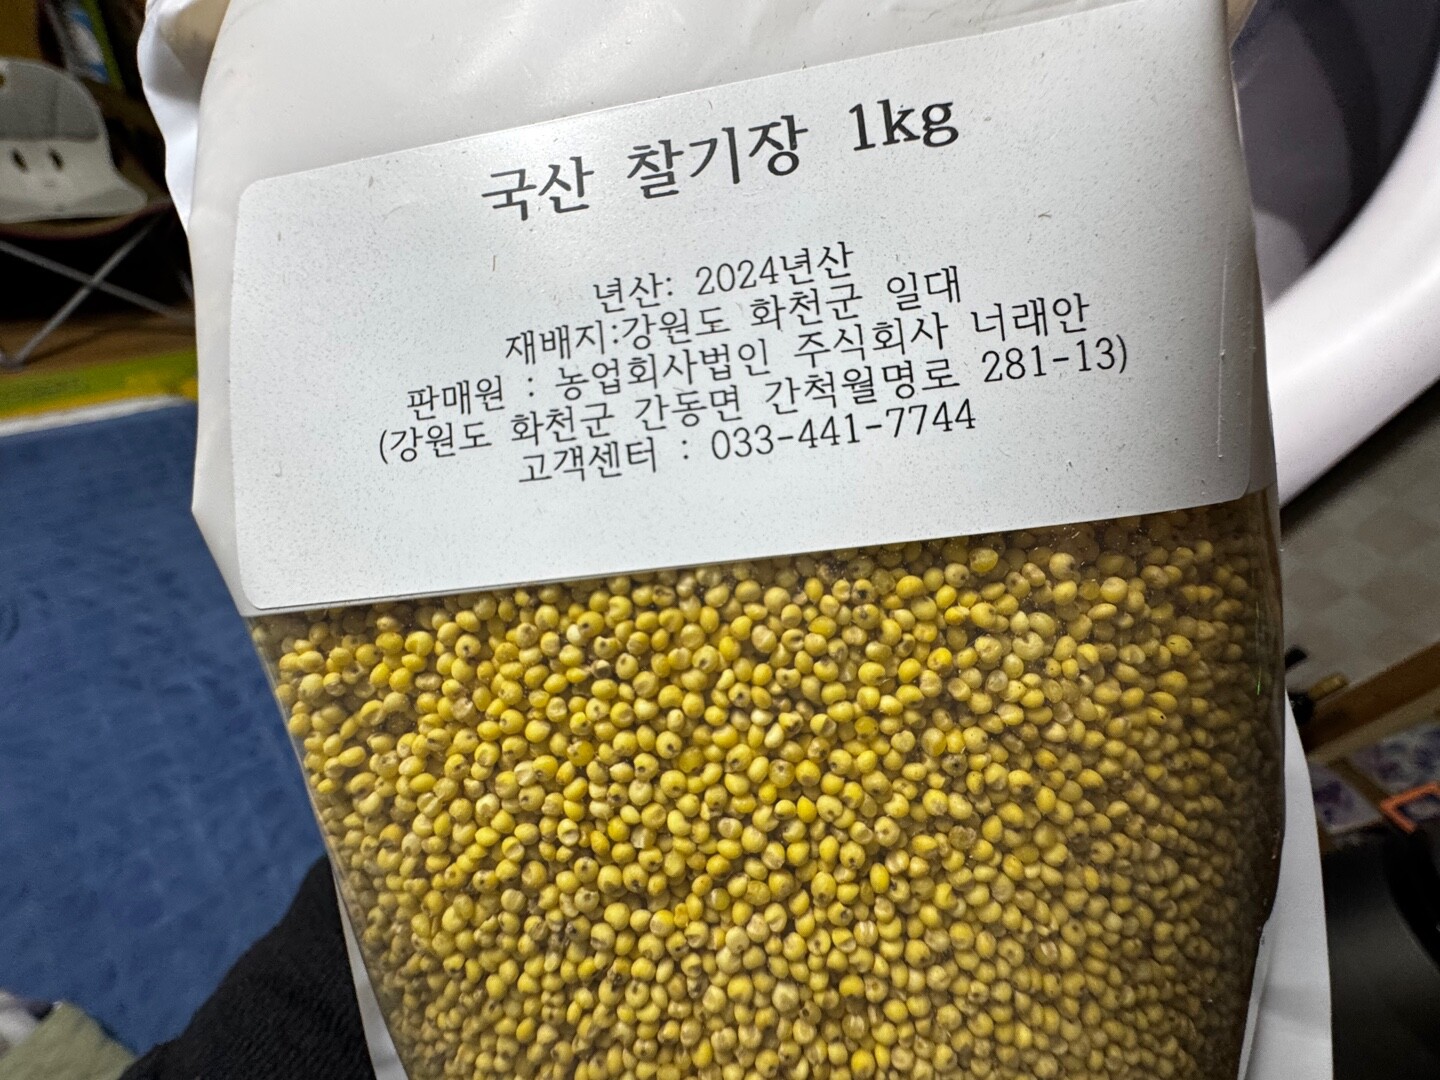 국산 찰기장 1kg
년산: 2024년산
재배지:강원도 화천군 일대
판매원 : 농업회사법인 주식회사 너래안
(강원도 화천군 간동면 간척월명로 281-13)
고객센터 : 033-441-7744